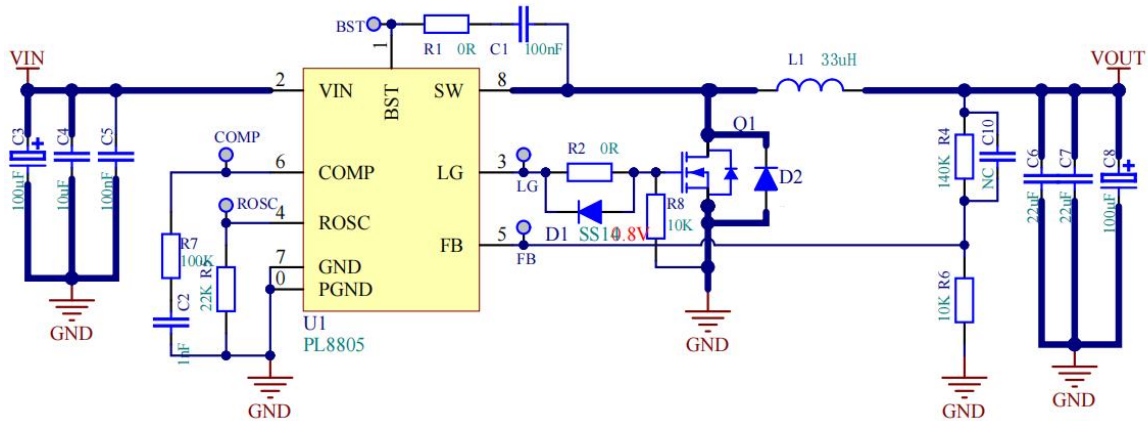 BST
R1
0R
C1
100nF
1
VIN
2
VIN
BST
SW
8
L1
33uH
VOUT
C3
100uF
C4
10uF
C5
100nF
COMP
6
COMP
LG
3
LG
R2
0R
Q1
D2
R4
140K
C10
NC
C6
22uF
C7
22uF
C8
100uF
ROSC
4
ROSC
R8
10K
D1
SS14
0.8V
FB
5
FB
R7
100K
R5
22K
7
GND
0
PGND
C2
1nF
U1
PL8805
R6
10K
GND
GND
GND
GND
GND